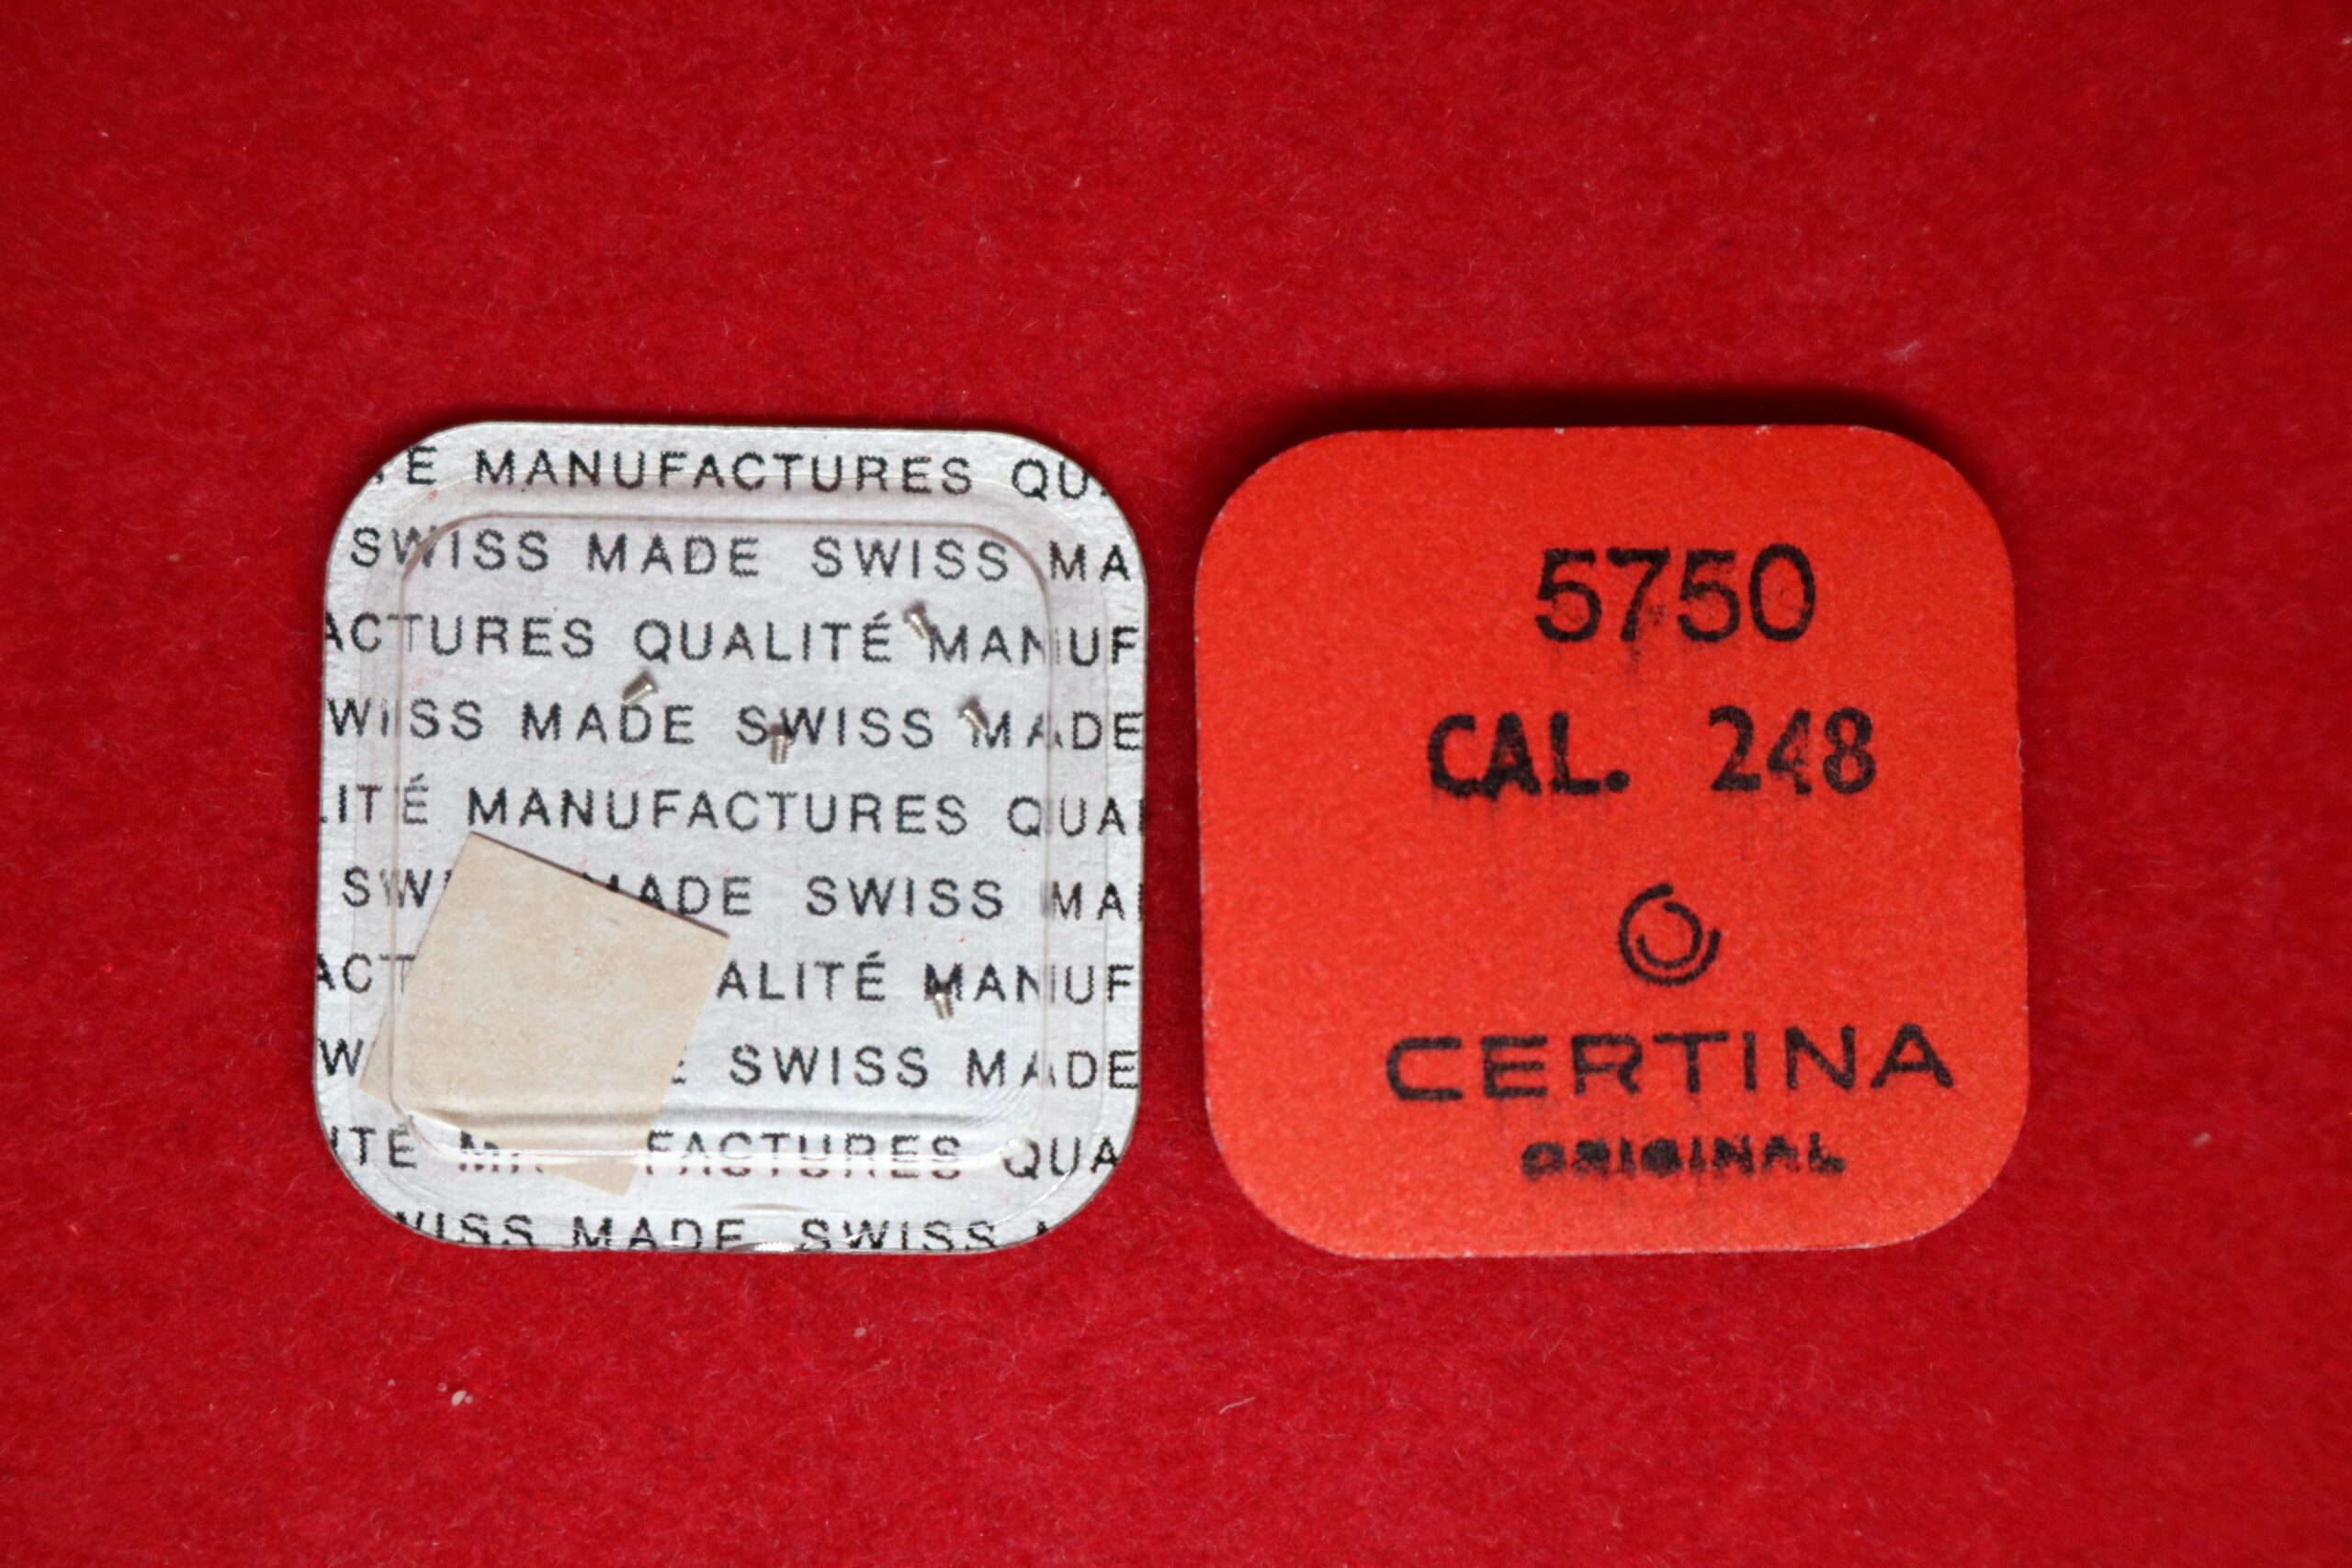 É MANUFACTURES QU
SWISS MADE SWISS MA
ACTURES QUALITÉ MANUF
WISS MADE SWISS MADE
LITÉ MANUFACTURES QUA
SW MADE SWISS MA
ACT ALITÉ MANUF
W E SWISS MADE
ITÉ M FACTURES QUA
WISS MADE SWISS
5750
CAL. 248
CERTINA
ORIGINAL